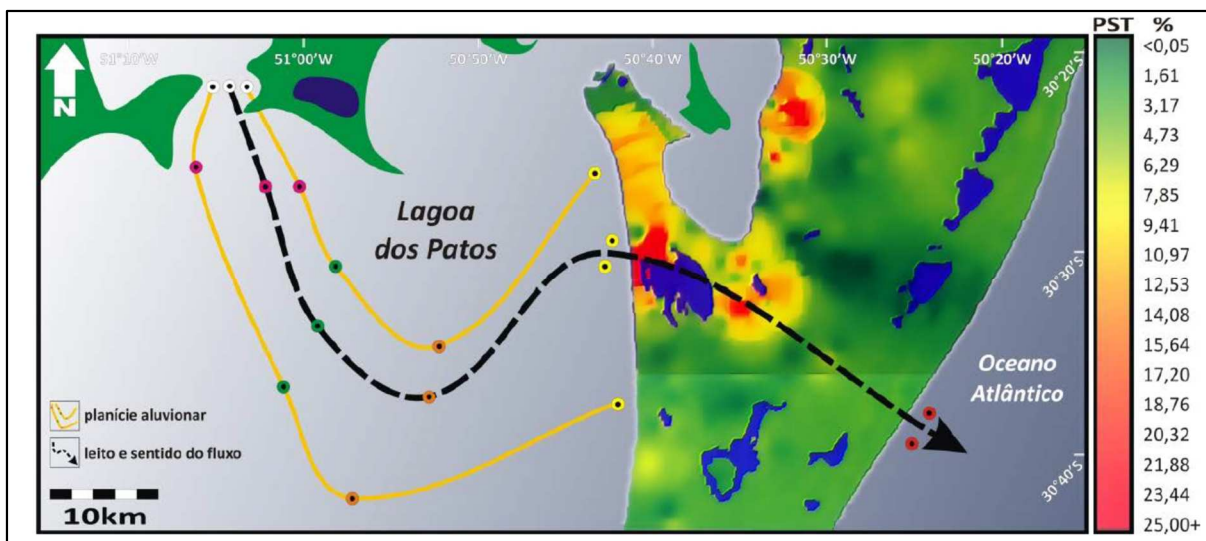 PST %
51°10'W 51°00'W 50°50'W 50°40'W 50°30'W 50°20'W
30°20'S
30°30'S
30°40'S
N
Lagoa
dos Patos
Oceano
Atlântico
planície aluvionar
leito e sentido do fluxo
10km
<0,05
1,61
3,17
4,73
6,29
7,85
9,41
10,97
12,53
14,08
15,64
17,20
18,76
20,32
21,88
23,44
25,00+